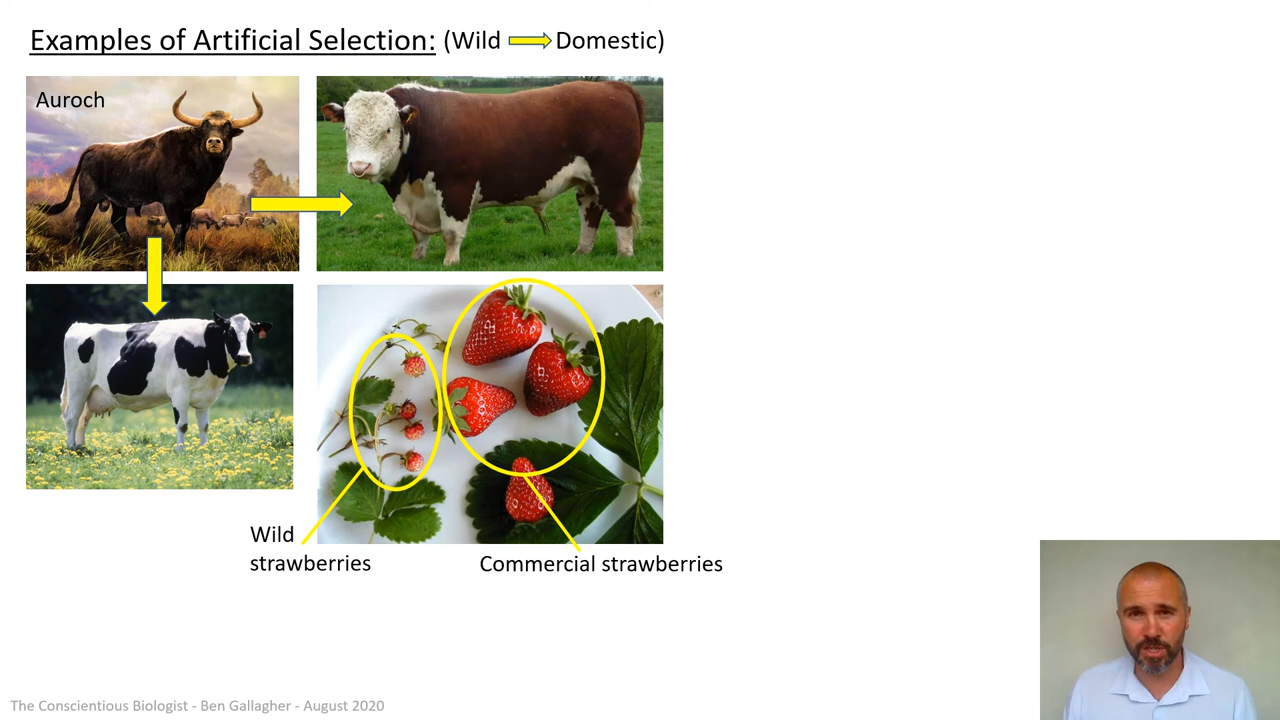 Examples of Artificial Selection: (Wild Domestic)
Auroch
Wild
strawberries
Commercial strawberries
The Conscientious Biologist - Ben Gallagher - August 2020